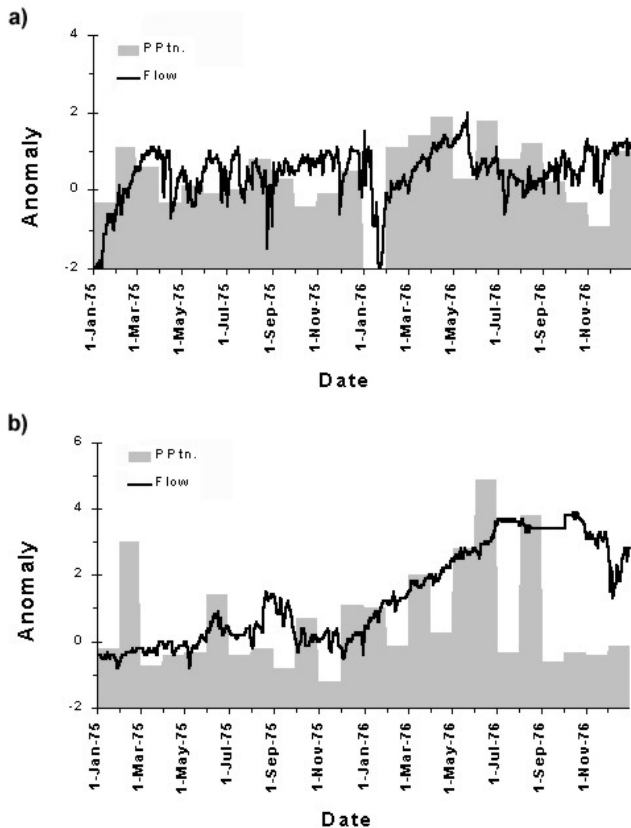 a)
4
2
0
-2
Anomaly
PPtn.
Flow
1-Jan-75
1-Mar-75
1-May-75
1-Jul-75
1-Sep-75
1-Nov-75
1-Jan-76
1-Mar-76
1-May-76
1-Jul-76
1-Sep-76
1-Nov-76
Date
b)
6
4
2
0
-2
Anomaly
PPtn.
Flow
1-Jan-75
1-Mar-75
1-May-75
1-Jul-75
1-Sep-75
1-Nov-75
1-Jan-76
1-Mar-76
1-May-76
1-Jul-76
1-Sep-76
1-Nov-76
Date